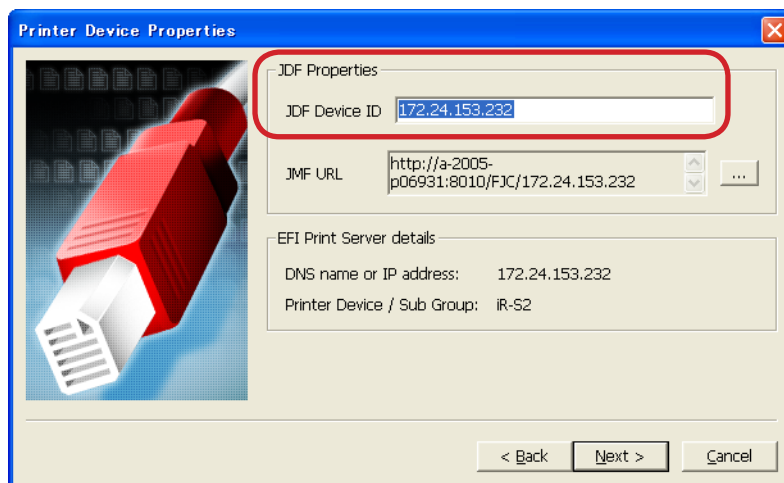 Printer Device Properties
JDF Properties
JDF Device ID 172.24.153.232
JMF URL http://a-2005-
p06931:8010/FJC/172.24.153.232
...
EFI Print Server details
DNS name or IP address: 172.24.153.232
Printer Device / Sub Group: iR-S2
< Back Next > Cancel